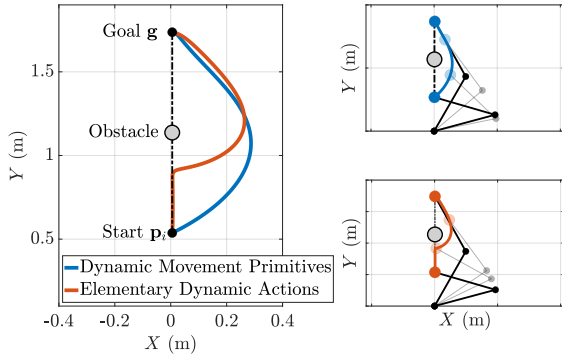 Goal g
Obstacle
Start p_i
1.5
1
0.5
Y (m)
Dynamic Movement Primitives
Elementary Dynamic Actions
-0.4 -0.2 0 0.2 0.4
X (m)
Y (m)
Y (m)
X (m)